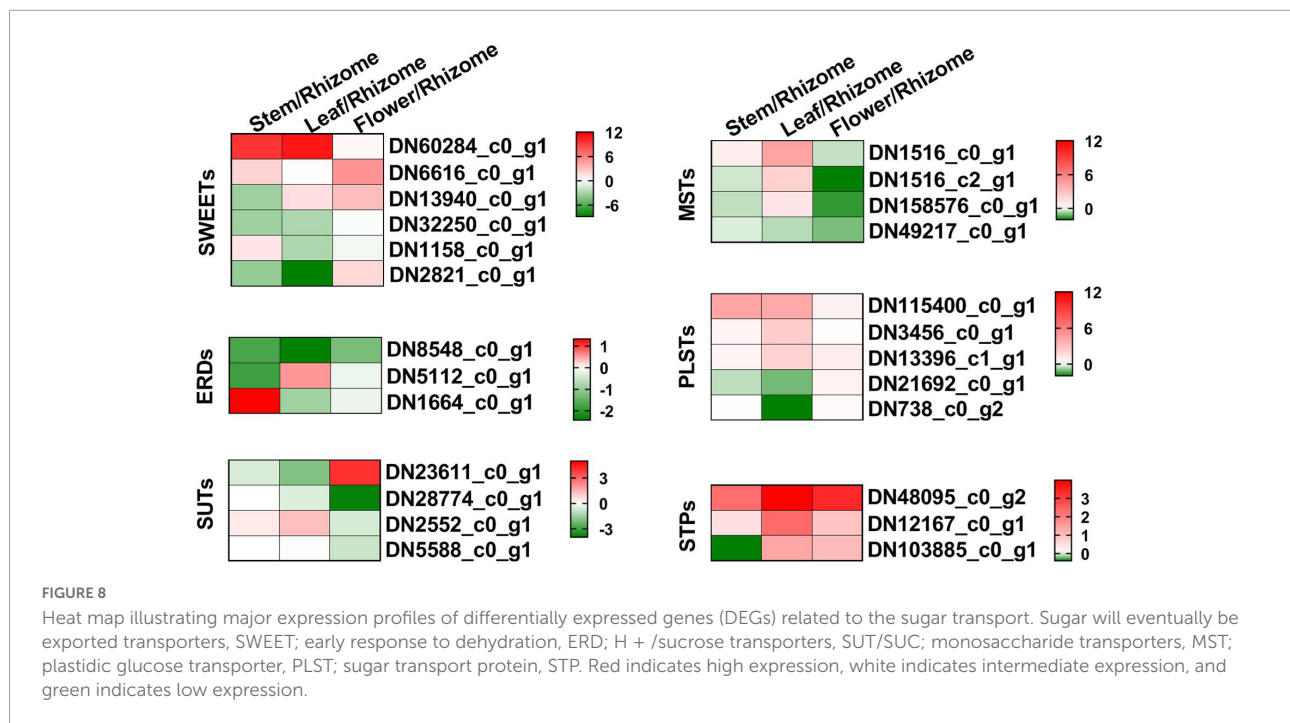 Stem/Rhizome
Leaf/Rhizome
Flower/Rhizome
SWEETs
DN60284_c0_g1
DN6616_c0_g1
DN13940_c0_g1
DN32250_c0_g1
DN1158_c0_g1
DN2821_c0_g1
12
6
0
-6
ERDs
DN8548_c0_g1
DN5112_c0_g1
DN1664_c0_g1
1
0
-1
-2
SUTs
DN23611_c0_g1
DN28774_c0_g1
DN2552_c0_g1
DN5588_c0_g1
3
0
-3
Stem/Rhizome
Leaf/Rhizome
Flower/Rhizome
MSTs
DN1516_c0_g1
DN1516_c2_g1
DN158576_c0_g1
DN49217_c0_g1
12
6
0
PLSTs
DN115400_c0_g1
DN3456_c0_g1
DN13396_c1_g1
DN21692_c0_g1
DN738_c0_g2
12
6
0
STPs
DN48095_c0_g2
DN12167_c0_g1
DN103885_c0_g1
3
2
1
0
FIGURE 8
Heat map illustrating major expression profiles of differentially expressed genes (DEGs) related to the sugar transport. Sugar will eventually be
exported transporters, SWEET; early response to dehydration, ERD; H + /sucrose transporters, SUT/SUC; monosaccharide transporters, MST;
plastidic glucose transporter, PLST; sugar transport protein, STP. Red indicates high expression, white indicates intermediate expression, and
green indicates low expression.